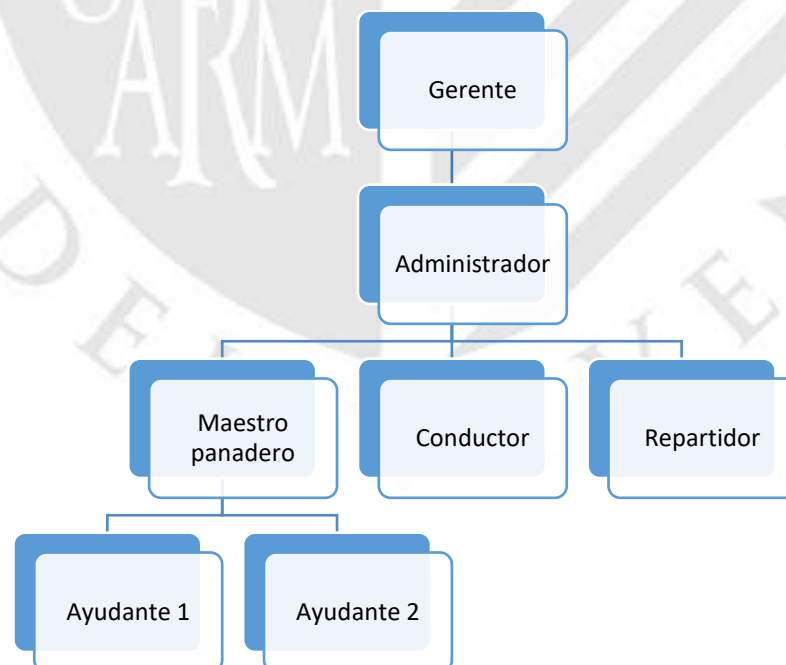 Gerente
Administrador
Maestro
panadero
Conductor
Repartidor
Ayudante 1
Ayudante 2